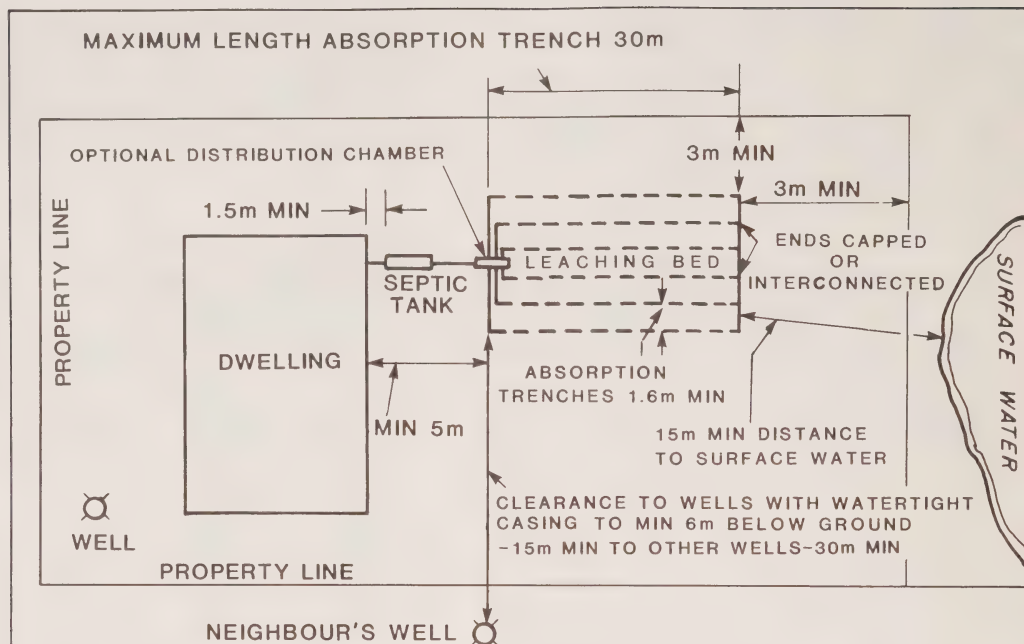 MAXIMUM LENGTH ABSORPTION TRENCH 30m
OPTIONAL DISTRIBUTION CHAMBER
3m MIN
3m MIN
1.5m MIN
PROPERTY LINE
SEPTIC
TANK
LEACHING BED
ENDS CAPPED
OR
INTERCONNECTED
SURFACE WATER
DWELLING
MIN 5m
ABSORPTION
TRENCHES 1.6m MIN
15m MIN DISTANCE
TO SURFACE WATER
CLEARANCE TO WELLS WITH WATERTIGHT
CASING TO MIN 6m BELOW GROUND
-15m MIN TO OTHER WELLS-30m MIN
WELL
PROPERTY LINE
NEIGHBOUR'S WELL